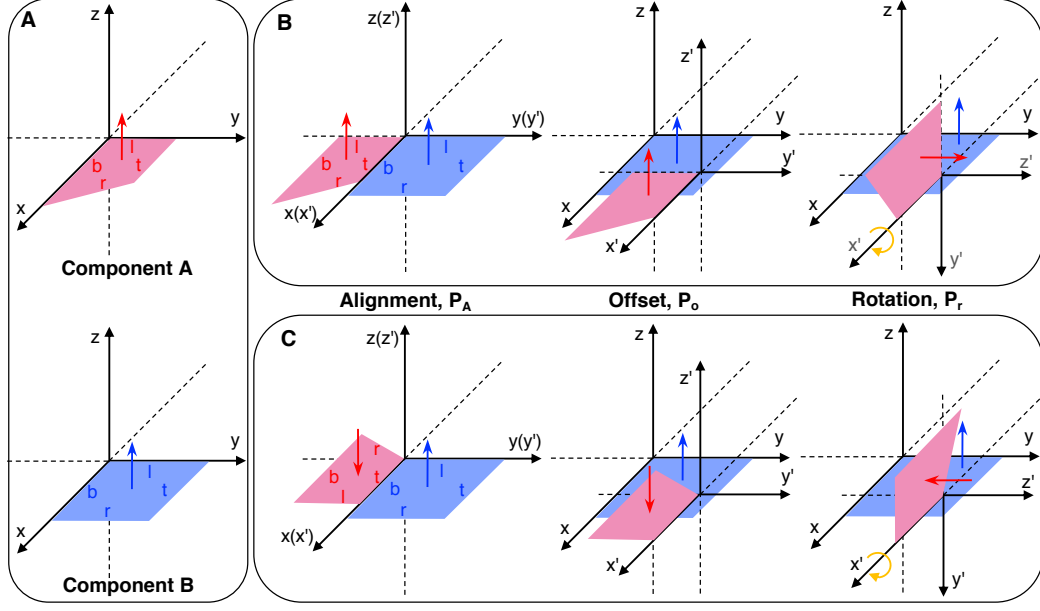 A
z
y
l
b
t
r
x
Component A
z
y
l
b
t
r
x
Component B
B
z(z')
y(y')
l
b
t
r
b
l
t
r
x(x')
z
z'
y
y'
x
x'
z
y
z'
x
x'
y'
Alignment, P_A
Offset, P_o
Rotation, P_r
C
z(z')
y(y')
r
b
t
l
b
l
t
r
x(x')
z
z'
y
y'
x
x'
z
y
z'
x
x'
y'